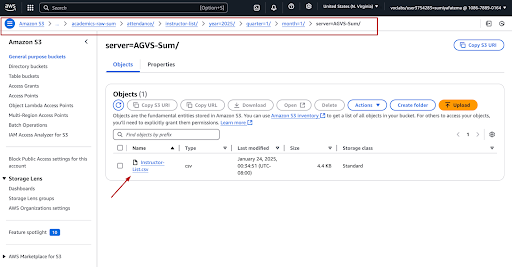 aws
Search
[Option+S]
United States (N. Virginia)
Amazon S3 > ... academics-raw-sum > attendance/ > instructor-list/ > year=2025/ > quarter=1/ > month=1/ > server=AGVS-Sum/
Amazon S3
General purpose buckets
Directory buckets
Table buckets
Access Grants
Access Points
Object Lambda Access Points
Multi-Region Access Points
Batch Operations
IAM Access Analyzer for S3
Block Public Access settings for
this account
Storage Lens
Dashboards
Storage Lens groups
AWS Organizations settings
Feature spotlight 10
AWS Marketplace for S3
server=AGVS-Sum/
Copy S3 URI
Objects
Properties
Objects (1)
Copy S3 URI
Copy URL
Download
Open
Delete
Actions
Create folder
Upload
Objects are the fundamental entities stored in Amazon S3. You can use Amazon S3 inventory to get a list of all objects in your bucket. For others to access your objects,
you'll need to explicitly grant them permissions. Learn more
Find objects by prefix
1
Name
Type
Last modified
Size
Storage class
Instructor-
List.csv
csv
January 24, 2025,
00:34:51 (UTC-
08:00)
4.4 KB
Standard